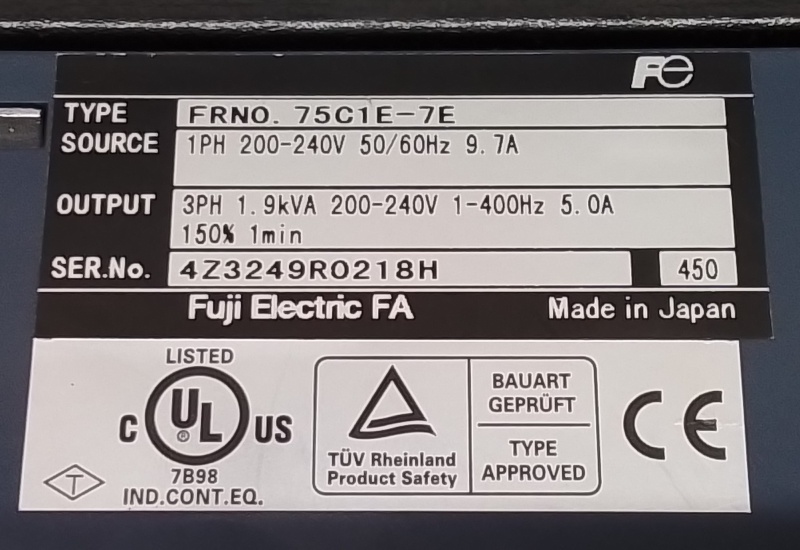 Fe
TYPE FRN0. 75C1E-7E
SOURCE 1PH 200-240V 50/60Hz 9.7A
OUTPUT 3PH 1.9kVA 200-240V 1-400Hz 5.0A
150% 1min
SER.No. 4Z3249R0218H 450
Fuji Electric FA Made in Japan
LISTED
C UL US
®
7B98
IND.CONT.EQ.
T
TÜV Rheinland
Product Safety
BAUART
GEPRÜFT
TYPE
APPROVED
CE